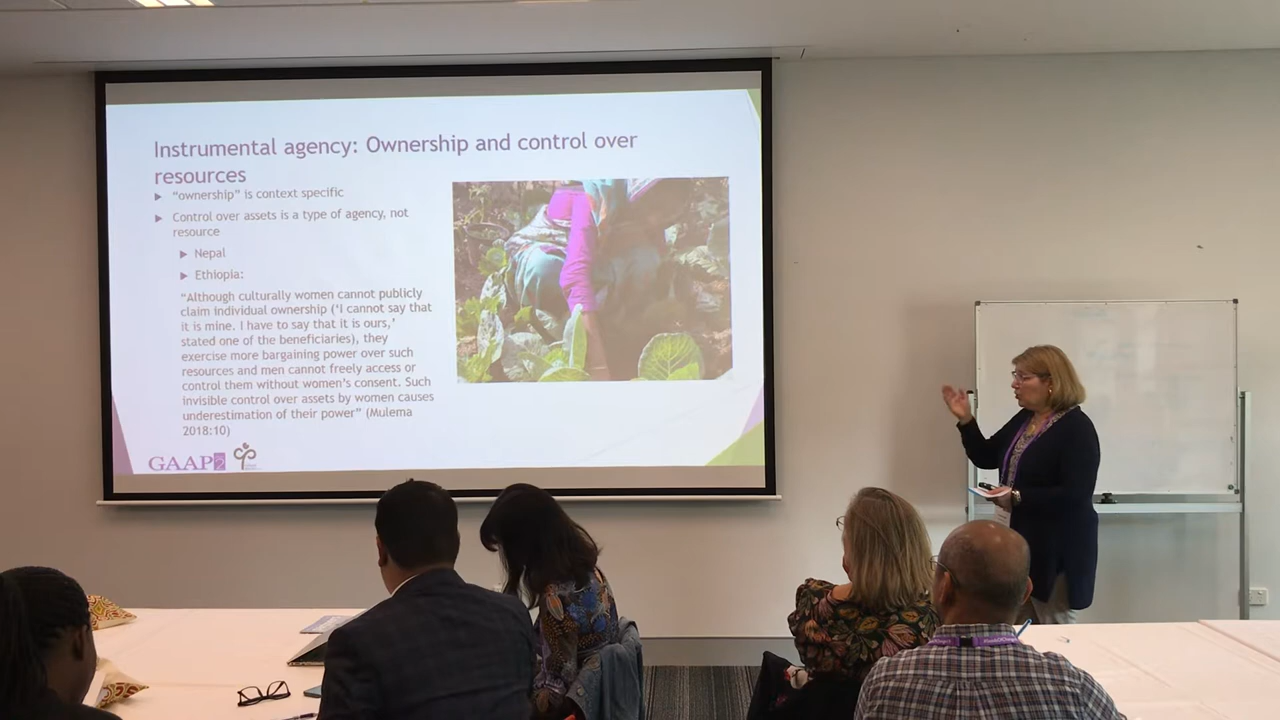 Instrumental agency: Ownership and control over
resources
“ownership” is context specific
Control over assets is a type of agency, not
resource
Nepal
Ethiopia:
“Although culturally women cannot publicly
claim individual ownership (‘I cannot say that
it is mine. I have to say that it is ours,’
stated one of the beneficiaries), they
exercise more bargaining power over such
resources and men cannot freely access or
control them without women’s consent. Such
invisible control over assets by women causes
underestimation of their power” (Mulema
2018:10)
GAAP2